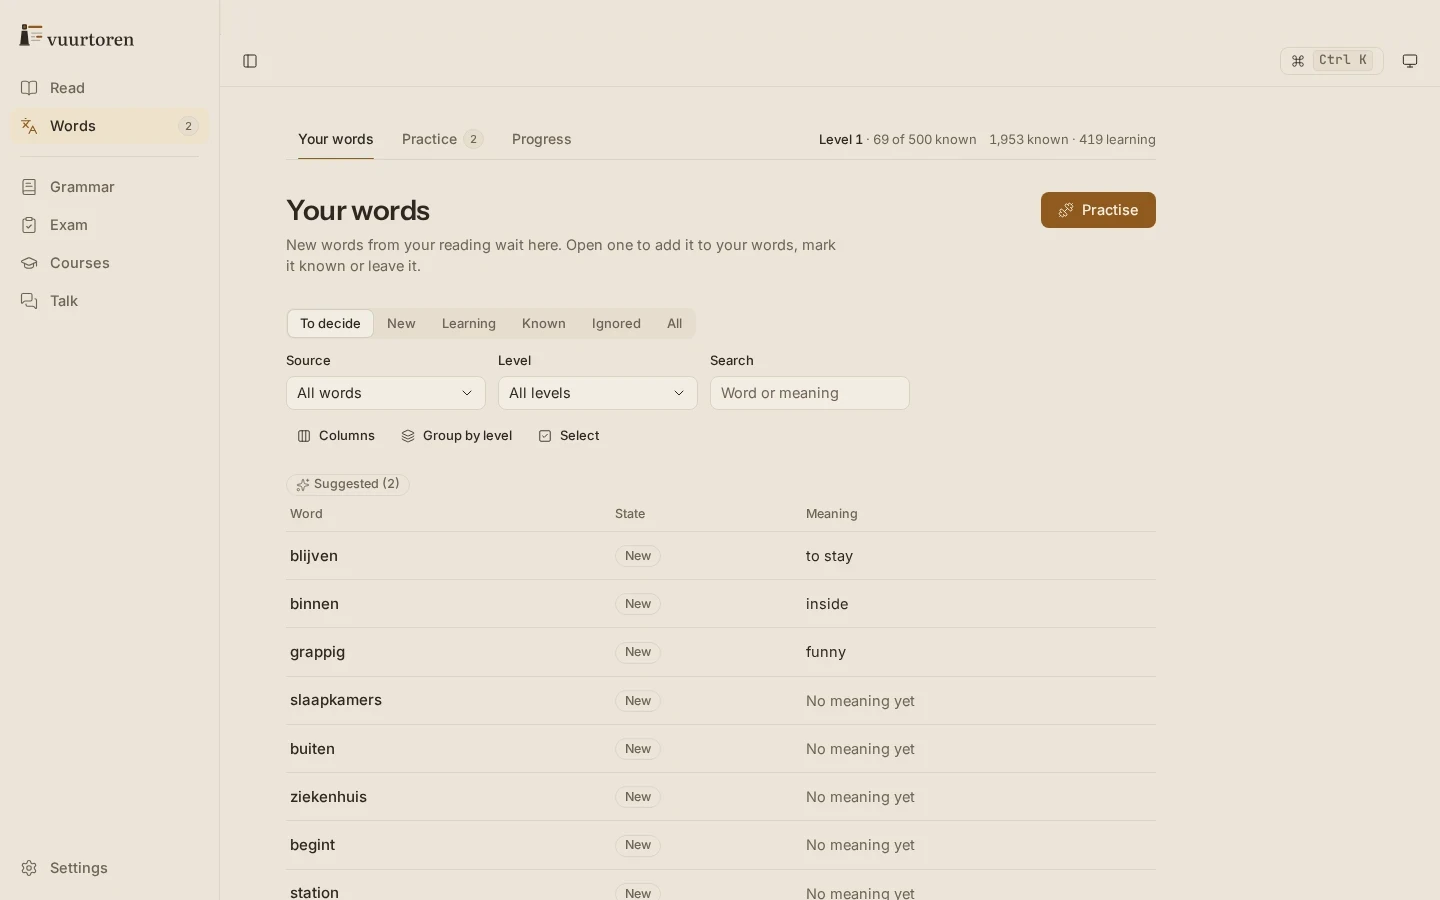 vuurtoren
Read
Words 2
Grammar
Exam
Courses
Talk
Settings
⌘ Ctrl K
Your words Practice 2 Progress Level 1 · 69 of 500 known 1,953 known · 419 learning
Your words
Practise
New words from your reading wait here. Open one to add it to your words, mark
it known or leave it.
To decide New Learning Known Ignored All
Source Level Search
All words All levels Word or meaning
Columns Group by level Select
Suggested (2)
Word State Meaning
blijven New to stay
binnen New inside
grappig New funny
slaapkamers New No meaning yet
buiten New No meaning yet
ziekenhuis New No meaning yet
begint New No meaning yet
station New No meaning yet